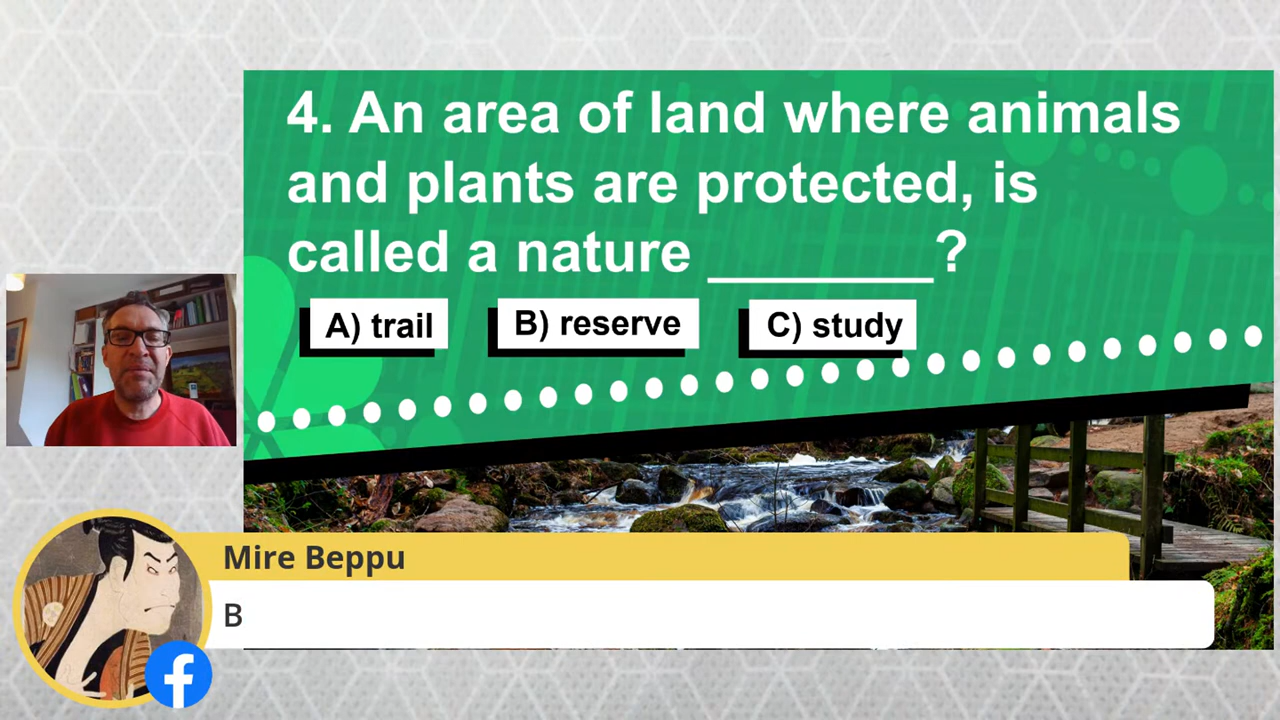 4. An area of land where animals
and plants are protected, is
called a nature ________?
A) trail B) reserve C) study
Mire Beppu
B